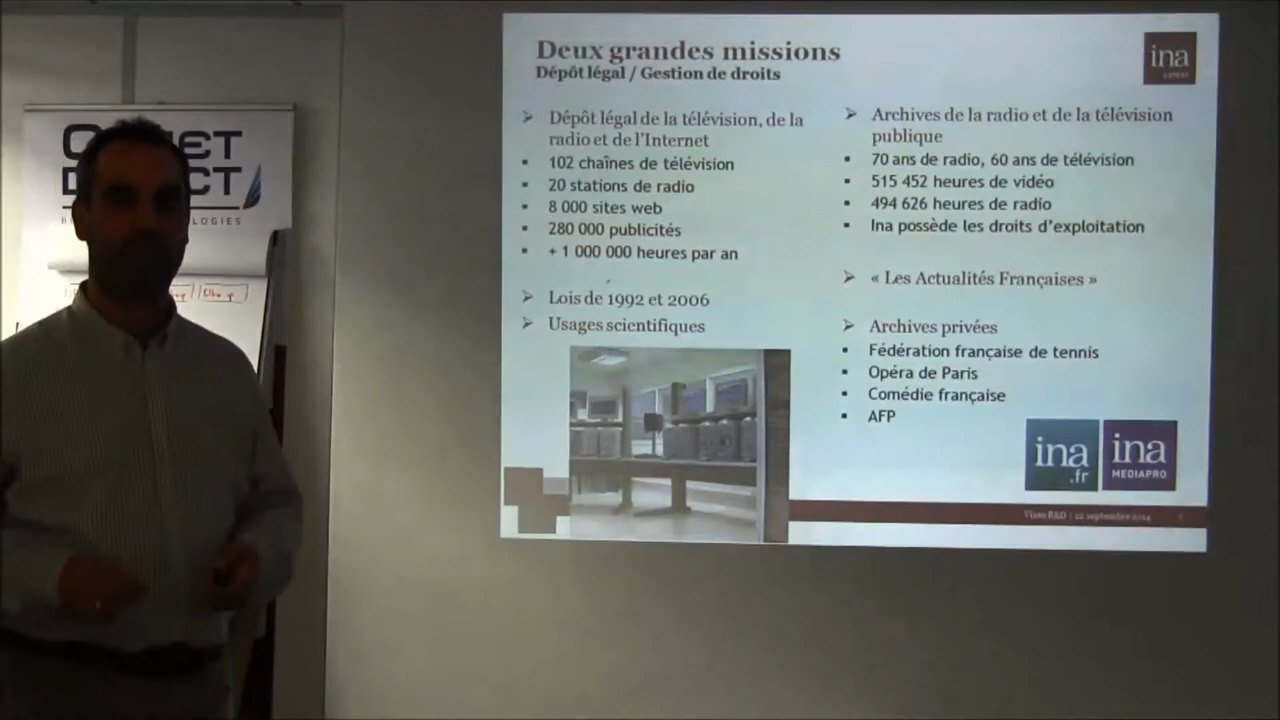 Deux grandes missions
Dépôt légal / Gestion de droits
ina
EXPERT
Dépôt légal de la télévision, de la
radio et de l'Internet
102 chaînes de télévision
20 stations de radio
8 000 sites web
280 000 publicités
+ 1 000 000 heures par an
Lois de 1992 et 2006
Usages scientifiques
Archives de la radio et de la télévision
publique
70 ans de radio, 60 ans de télévision
515 452 heures de vidéo
494 626 heures de radio
Ina possède les droits d'exploitation
« Les Actualités Françaises »
Archives privées
Fédération française de tennis
Opéra de Paris
Comédie française
AFP
ina
.fr
ina
MEDIAPRO
22 septembre 2014